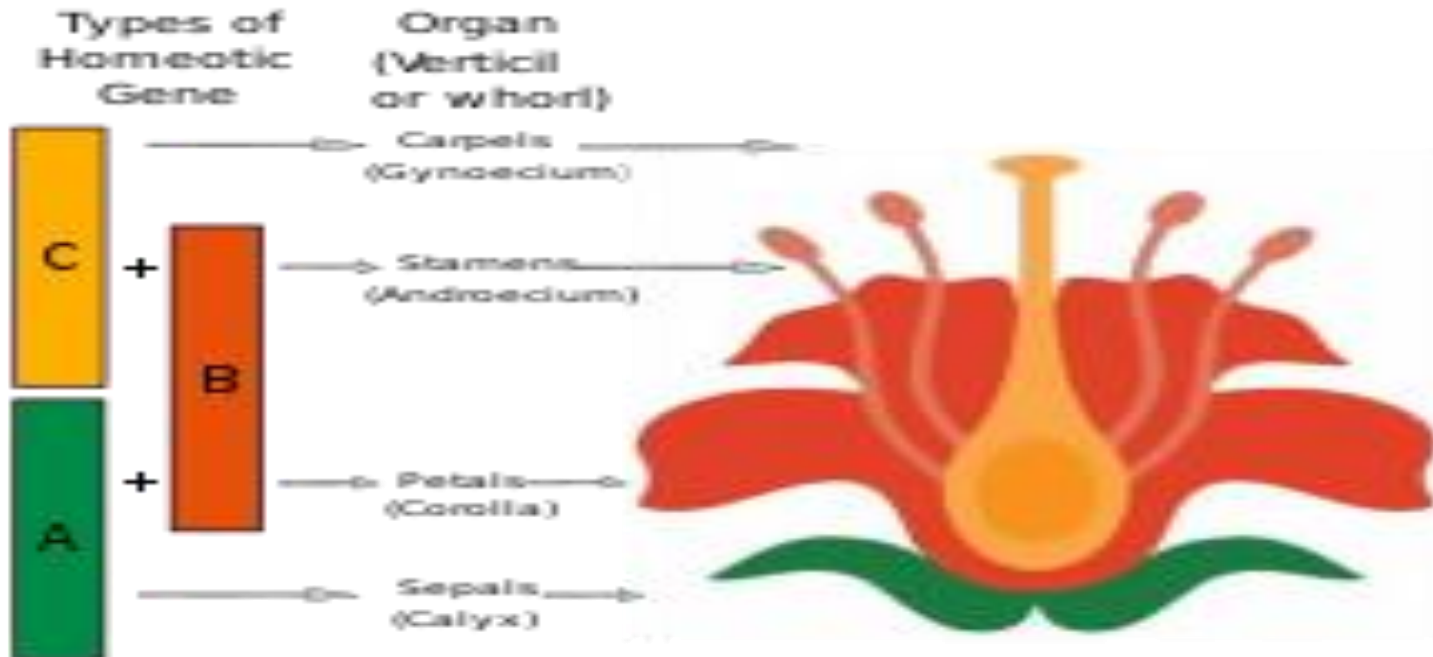 Types of
Homeotic
Gene
Organ
(Verticil
or whorl)
Carpels
(Gynoecium)
C
+
Stamens
(Androecium)
B
+
Petals
(Corolla)
A
Sepals
(Calyx)